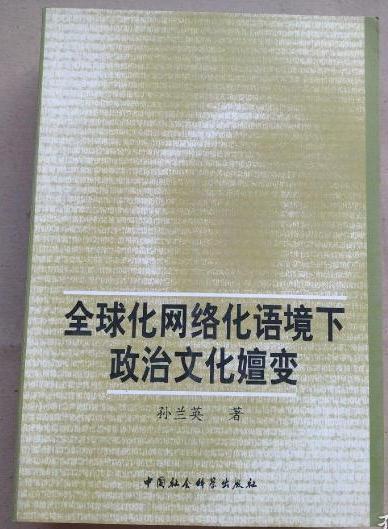 全球化网络化语境下
政治文化嬗变
孙兰英 著
中国社会科学出版社